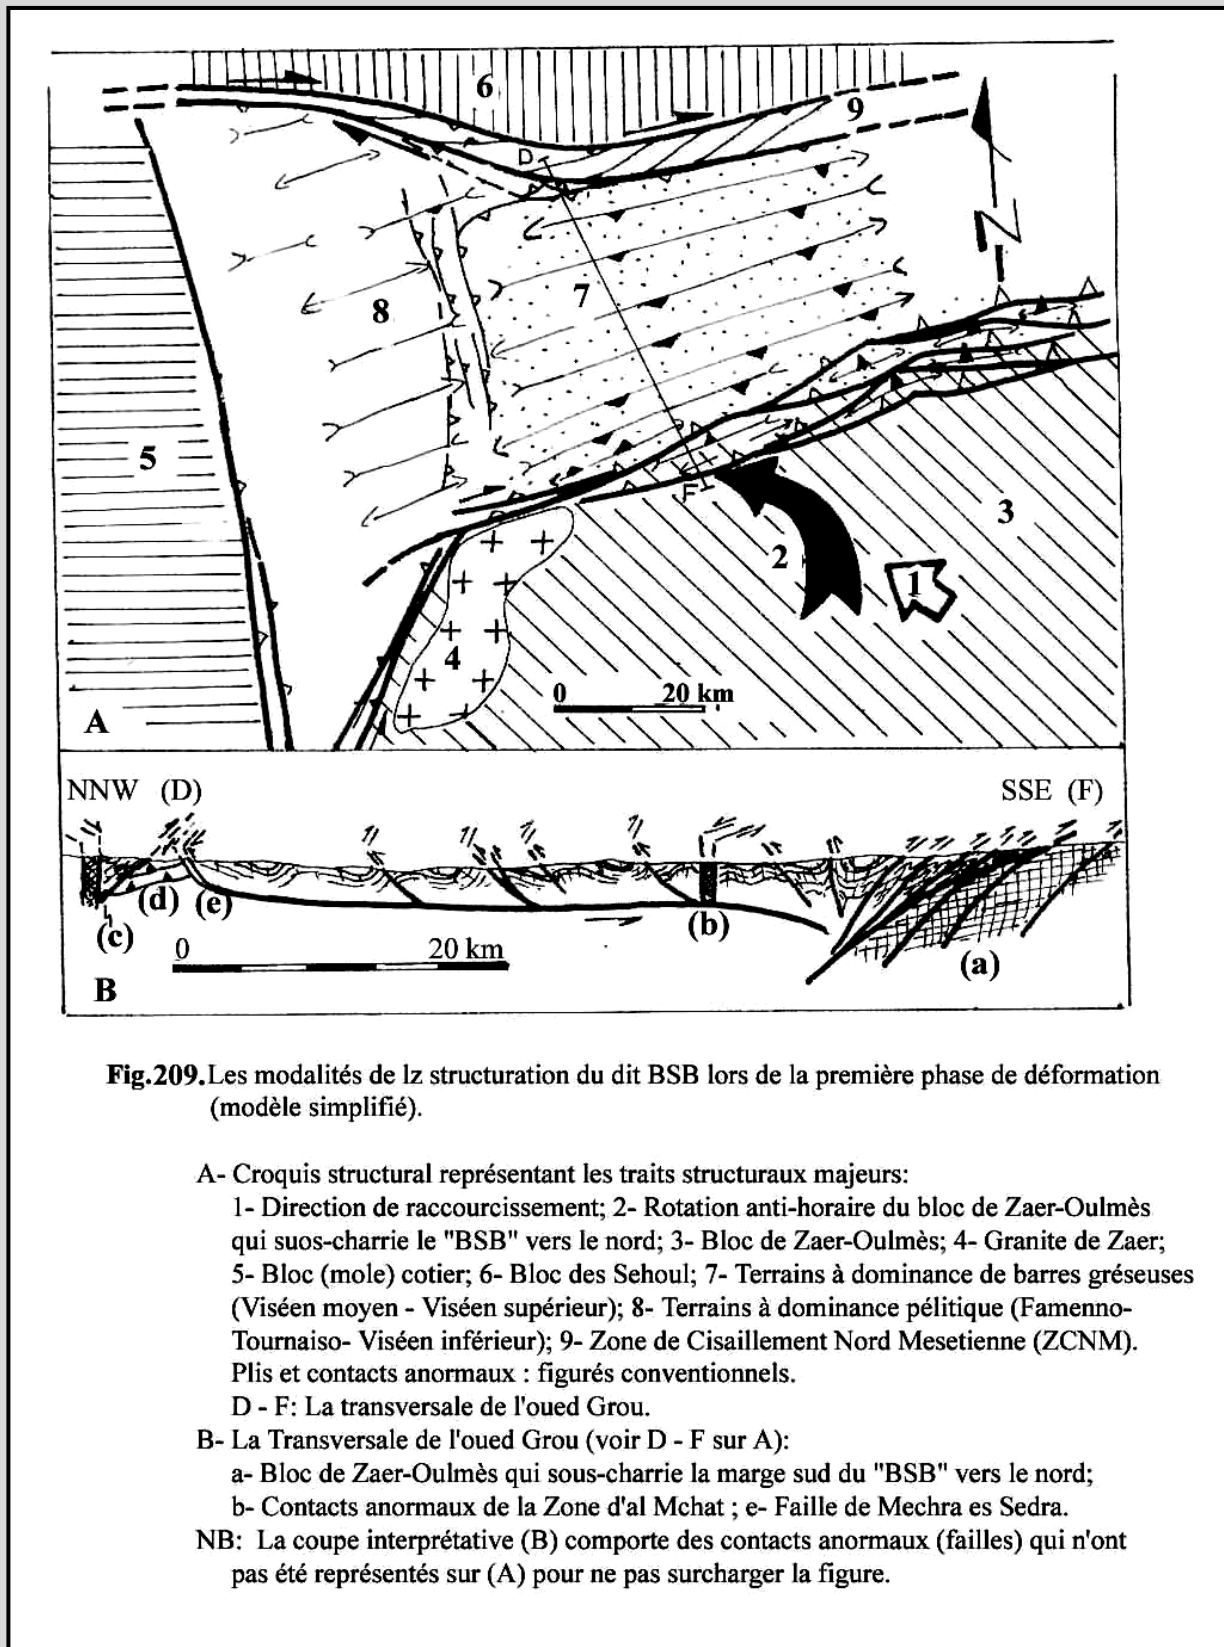 6
9
D
N
7
8
5
F
3
2
1
4
0 20 km
A
NNW (D) SSE (F)
(d) (e)
(c) (b)
(a)
0 20 km
B
Fig.209.Les modalités de lz structuration du dit BSB lors de la première phase de déformation
(modèle simplifié).
A- Croquis structural représentant les traits structuraux majeurs:
1- Direction de raccourcissement; 2- Rotation anti-horaire du bloc de Zaer-Oulmès
qui suos-charrie le "BSB" vers le nord; 3- Bloc de Zaer-Oulmès; 4- Granite de Zaer;
5- Bloc (mole) cotier; 6- Bloc des Sehoul; 7- Terrains à dominance de barres gréseuses
(Viséen moyen - Viséen supérieur); 8- Terrains à dominance pélitique (Famenno-
Tournaiso- Viséen inférieur); 9- Zone de Cisaillement Nord Mesetienne (ZCNM).
Plis et contacts anormaux : figurés conventionnels.
D - F: La transversale de l'oued Grou.
B- La Transversale de l'oued Grou (voir D - F sur A):
a- Bloc de Zaer-Oulmès qui sous-charrie la marge sud du "BSB" vers le nord;
b- Contacts anormaux de la Zone d'al Mchat ; e- Faille de Mechra es Sedra.
NB: La coupe interprétative (B) comporte des contacts anormaux (failles) qui n'ont
pas été représentés sur (A) pour ne pas surcharger la figure.